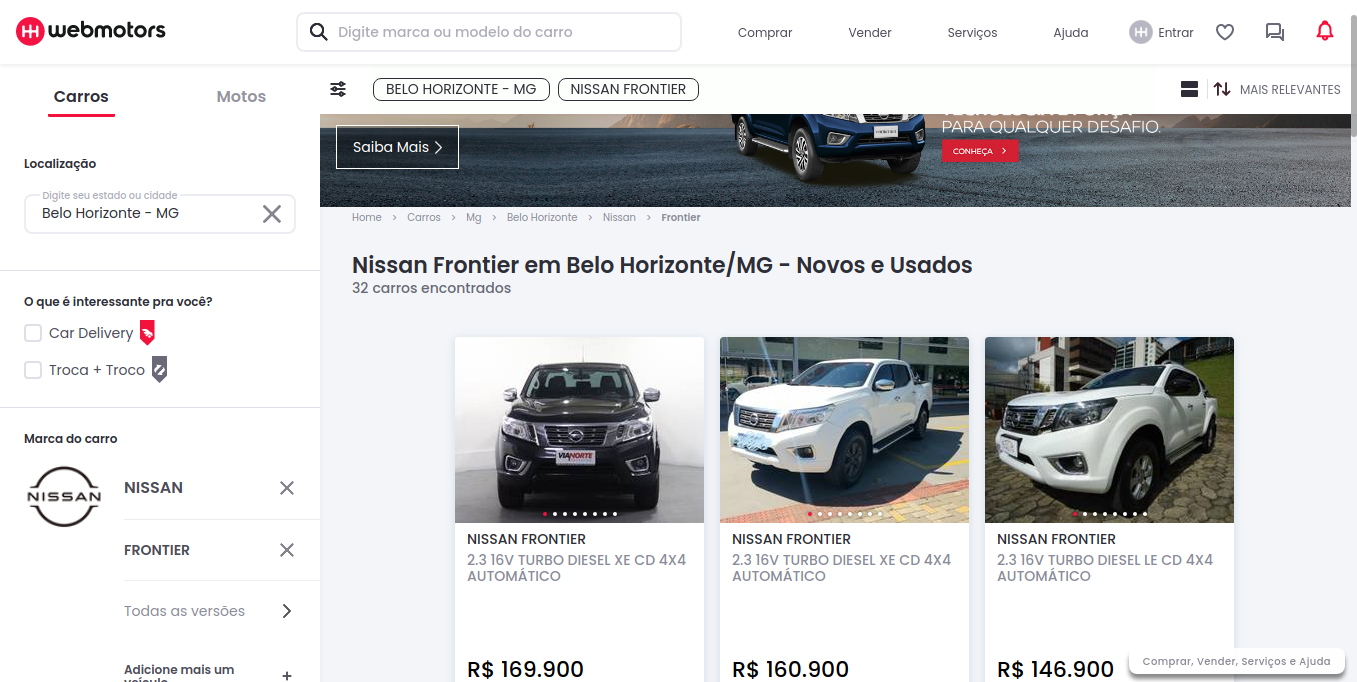 webmotors
Digite marca ou modelo do carro
Comprar
Vender
Serviços
Ajuda
Entrar
Carros
Motos
BELO HORIZONTE - MG
NISSAN FRONTIER
MAIS RELEVANTES
PARA QUALQUER DESAFIO.
Saiba Mais
CONHEÇA
Localização
Digite seu estado ou cidade
Belo Horizonte - MG
Home > Carros > Mg > Belo Horizonte > Nissan > Frontier
Nissan Frontier em Belo Horizonte/MG - Novos e Usados
32 carros encontrados
O que é interessante pra você?
Car Delivery
Troca + Troco
Marca do carro
NISSAN
NISSAN
FRONTIER
Todas as versões
Adicione mais um
veículo
VIANORTE
NISSAN FRONTIER
2.3 16V TURBO DIESEL XE CD 4X4
AUTOMÁTICO
R$ 169.900
NISSAN FRONTIER
2.3 16V TURBO DIESEL XE CD 4X4
AUTOMÁTICO
R$ 160.900
NISSAN FRONTIER
2.3 16V TURBO DIESEL LE CD 4X4
AUTOMÁTICO
R$ 146.900
Comprar, Vender, Serviços e Ajuda